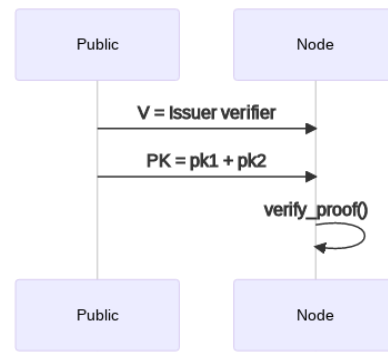 Public
Node
V = Issuer verifier
PK = pk1 + pk2
verify_proof()
Public
Node